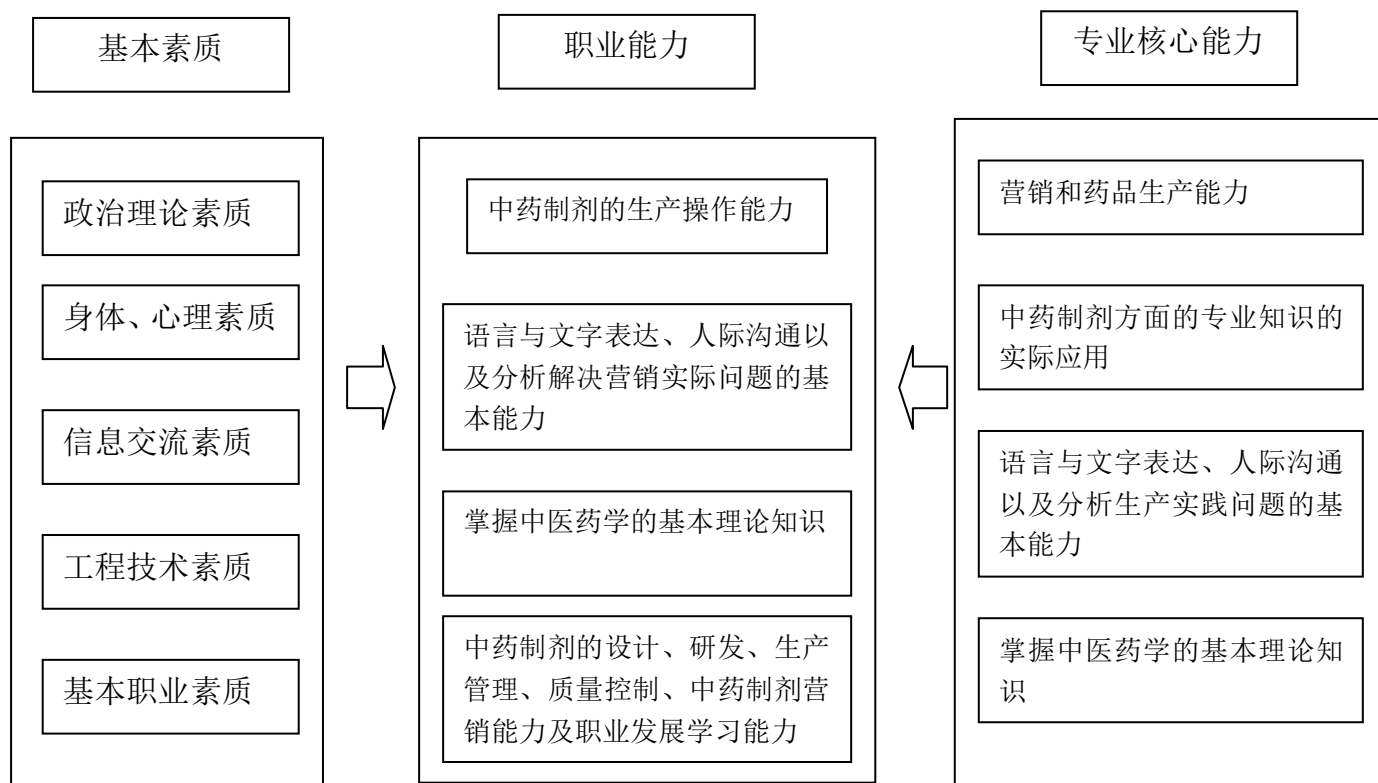 基本素质
职业能力
专业核心能力
政治理论素质
身体、心理素质
信息交流素质
工程技术素质
基本职业素质
中药制剂的生产操作能力
语言与文字表达、人际沟通以
及分析解决营销实际问题的基
本能力
掌握中医药学的基本理论知识
中药制剂的设计、研发、生产
管理、质量控制、中药制剂营
销能力及职业发展学习能力
营销和药品生产能力
中药制剂方面的专业知识的
实际应用
语言与文字表达、人际沟通
以及分析生产实践问题的基
本能力
掌握中医药学的基本理论知
识